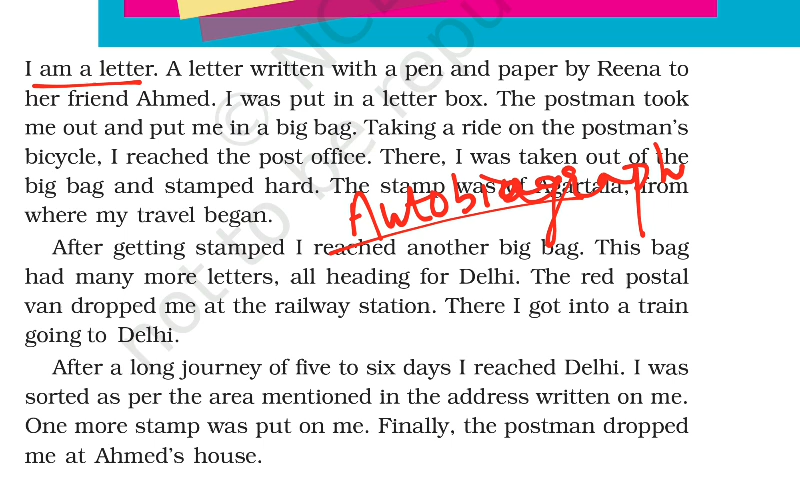 I am a letter. A letter written with a pen and paper by Reena to
her friend Ahmed. I was put in a letter box. The postman took
me out and put me in a big bag. Taking a ride on the postman's
bicycle, I reached the post office. There, I was taken out of the
big bag and stamped hard. The stamp was of Agartala, from
where my travel began.
Autobiograph
After getting stamped I reached another big bag. This bag
had many more letters, all heading for Delhi. The red postal
van dropped me at the railway station. There I got into a train
going to Delhi.
After a long journey of five to six days I reached Delhi. I was
sorted as per the area mentioned in the address written on me.
One more stamp was put on me. Finally, the postman dropped
me at Ahmed's house.
not to be repu
© NC